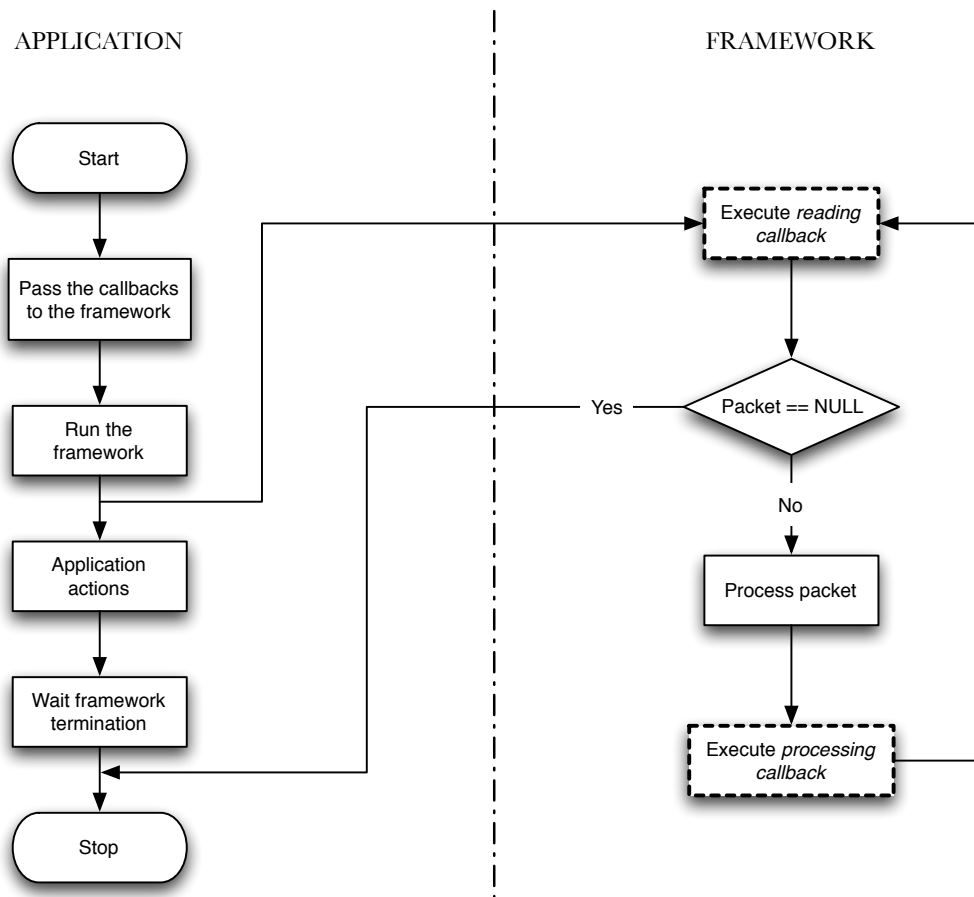 APPLICATION
FRAMEWORK
Start
Pass the callbacks
to the framework
Run the
framework
Application
actions
Wait framework
termination
Stop
Execute reading
callback
Packet == NULL
Yes
No
Process packet
Execute processing
callback